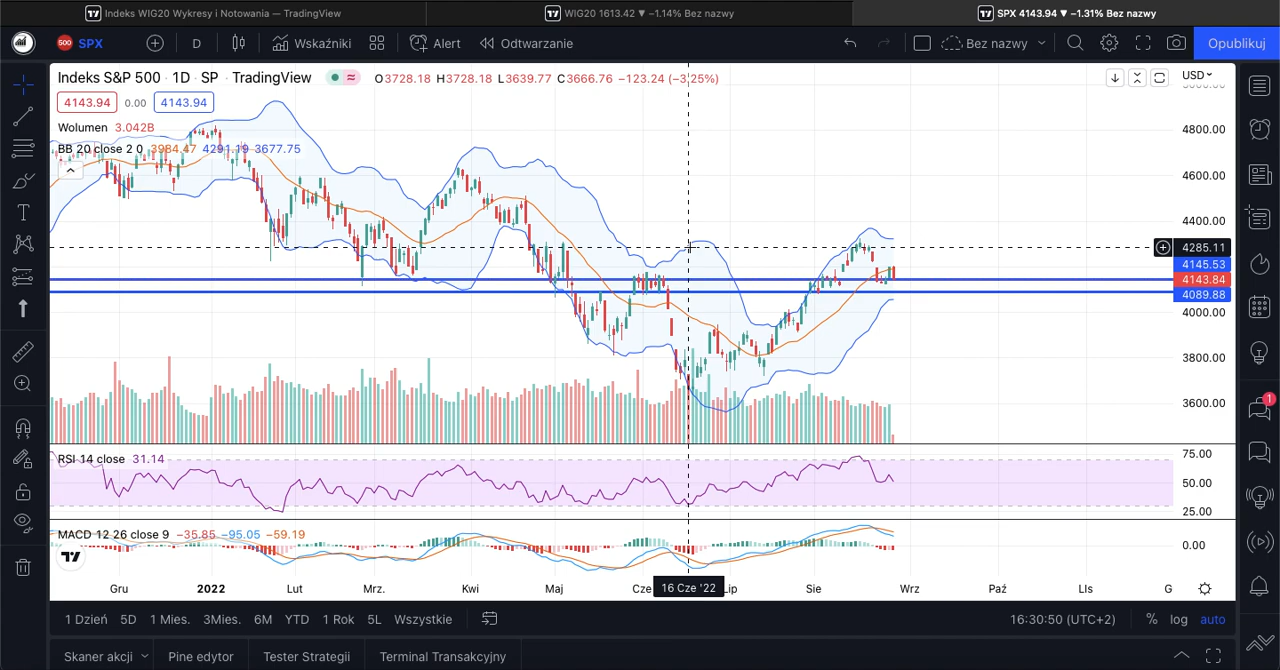 Indeks WIG20 Wykresy i Notowania — TradingView
WIG20 1613.42 ▼ −1.14% Bez nazwy
SPX 4143.94 ▼ −1.31% Bez nazwy
500 SPX
D
Wskaźniki
Alert
Odtwarzanie
Bez nazwy
Opublikuj
Indeks S&P 500 · 1D · SP · TradingView
O3728.18 H3728.18 L3639.77 C3666.76 −123.24 (−3.25%)
USD
4143.94 0.00 4143.94
Wolumen 3.042B
BB 20 close 2 0 3984.47 4291.19 3677.75
4800.00
4600.00
4400.00
4285.11
4145.53
4143.84
4089.88
4000.00
3800.00
3600.00
1
RSI 14 close 31.14
75.00
50.00
25.00
MACD 12 26 close 9 −35.85 −95.05 −59.19
0.00
Gru 2022 Lut Mrz. Kwi Maj Cze 16 Cze '22 Lip Sie Wrz Paź LIs G
1 Dzień 5D 1 Mies. 3Mies. 6M YTD 1 Rok 5L Wszystkie
16:30:50 (UTC+2) % log auto
Skaner akcji Pine edytor Tester Strategii Terminal Transakcyjny